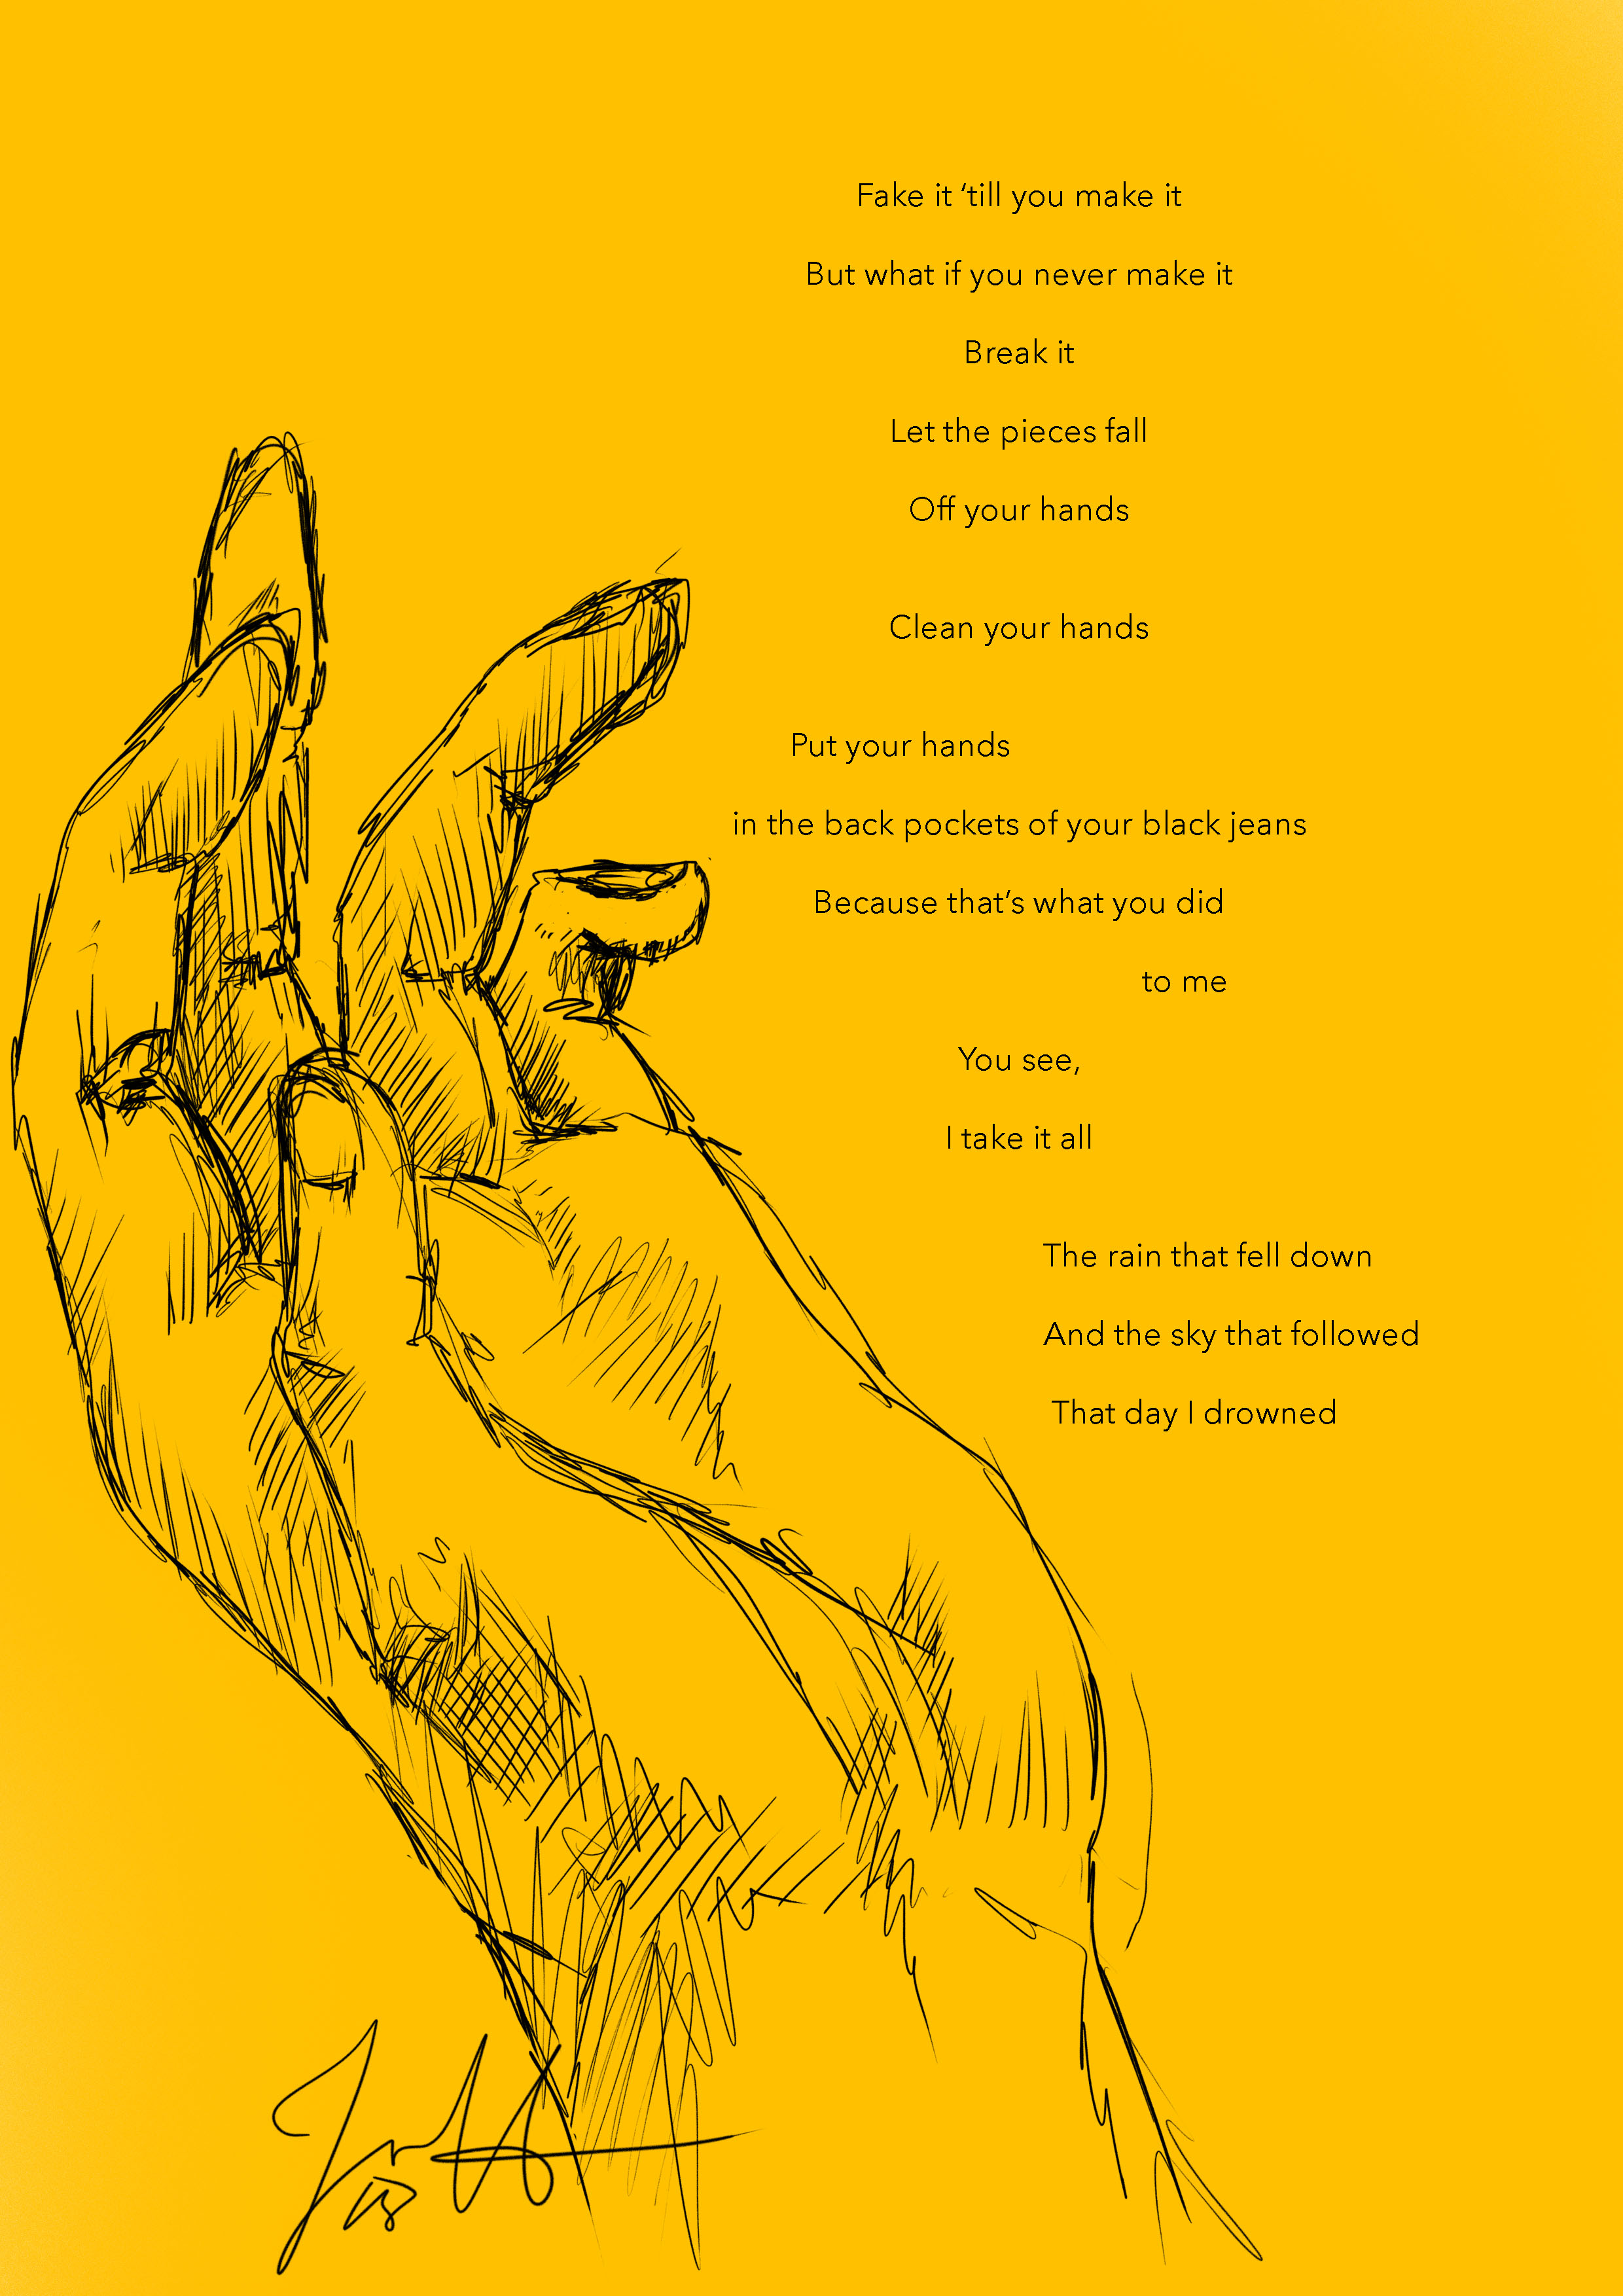 Fake it ‘till you make it
But what if you never make it
Break it
Let the pieces fall
Off your hands
Clean your hands
Put your hands
in the back pockets of your black jeans
Because that’s what you did
to me
You see,
I take it all
The rain that fell down
And the sky that followed
That day I drowned